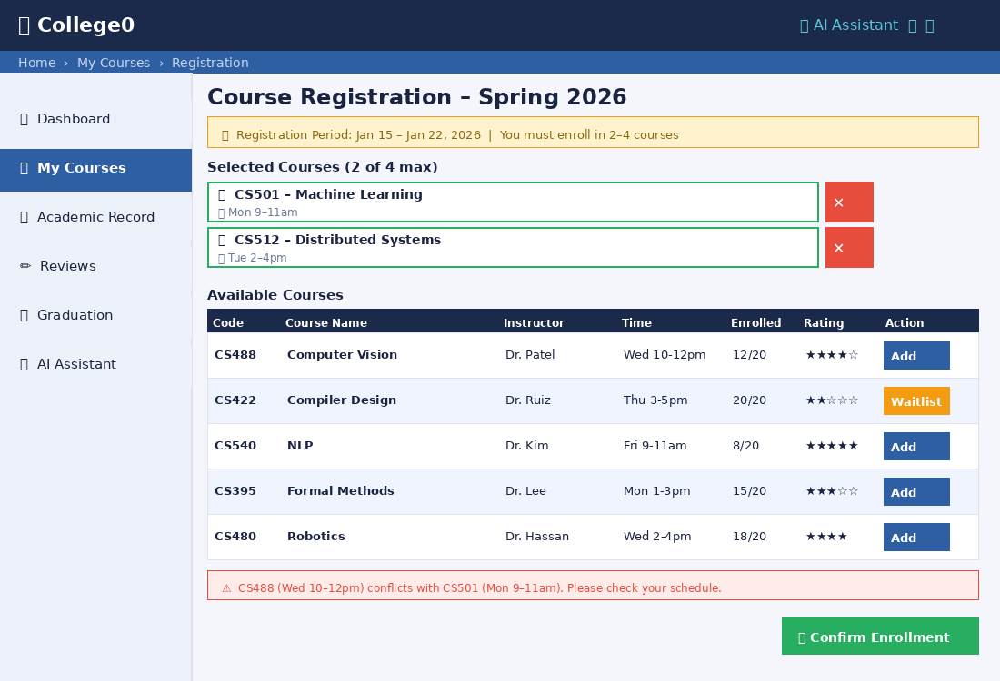 College0
AI Assistant
Home › My Courses › Registration
Dashboard
My Courses
Academic Record
✏ Reviews
Graduation
AI Assistant
Course Registration – Spring 2026
Registration Period: Jan 15 – Jan 22, 2026 | You must enroll in 2–4 courses
Selected Courses (2 of 4 max)
CS501 – Machine Learning
Mon 9–11am
✕
CS512 – Distributed Systems
Tue 2–4pm
✕
Available Courses
Code Course Name Instructor Time Enrolled Rating Action
CS488 Computer Vision Dr. Patel Wed 10-12pm 12/20 ★★★★☆ Add
CS422 Compiler Design Dr. Ruiz Thu 3-5pm 20/20 ★★☆☆☆ Waitlist
CS540 NLP Dr. Kim Fri 9-11am 8/20 ★★★★★ Add
CS395 Formal Methods Dr. Lee Mon 1-3pm 15/20 ★★★☆☆ Add
CS480 Robotics Dr. Hassan Wed 2-4pm 18/20 ★★★★ Add
⚠ CS488 (Wed 10–12pm) conflicts with CS501 (Mon 9–11am). Please check your schedule.
Confirm Enrollment